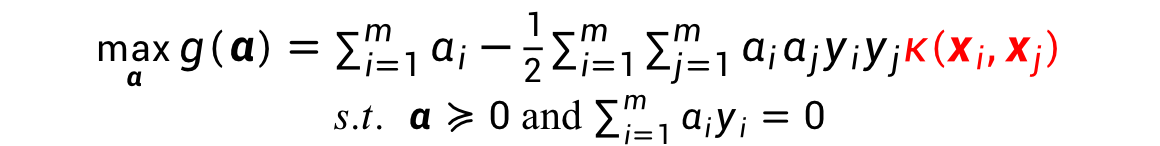 max_a g(a) = ∑_{i=1}^{m} a_i − 1/2 ∑_{i=1}^{m} ∑_{j=1}^{m} a_i a_j y_i y_j κ(x_i, x_j)
s.t. a ≽ 0 and ∑_{i=1}^{m} a_i y_i = 0